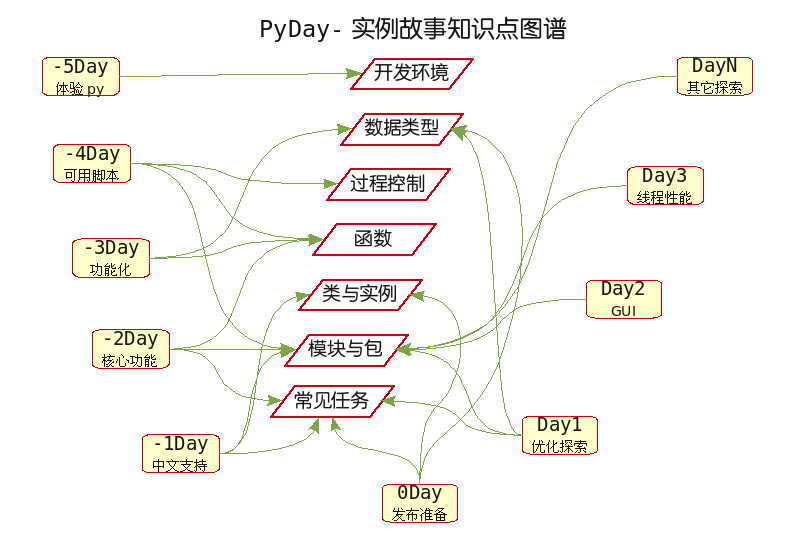 PyDay- 实例故事知识点图谱
-5Day
体验 py
开发环境
DayN
其它探索
数据类型
-4Day
可用脚本
过程控制
Day3
线程性能
函数
-3Day
功能化
类与实例
Day2
GUI
-2Day
核心功能
模块与包
常见任务
-1Day
中文支持
Day1
优化探索
0Day
发布准备